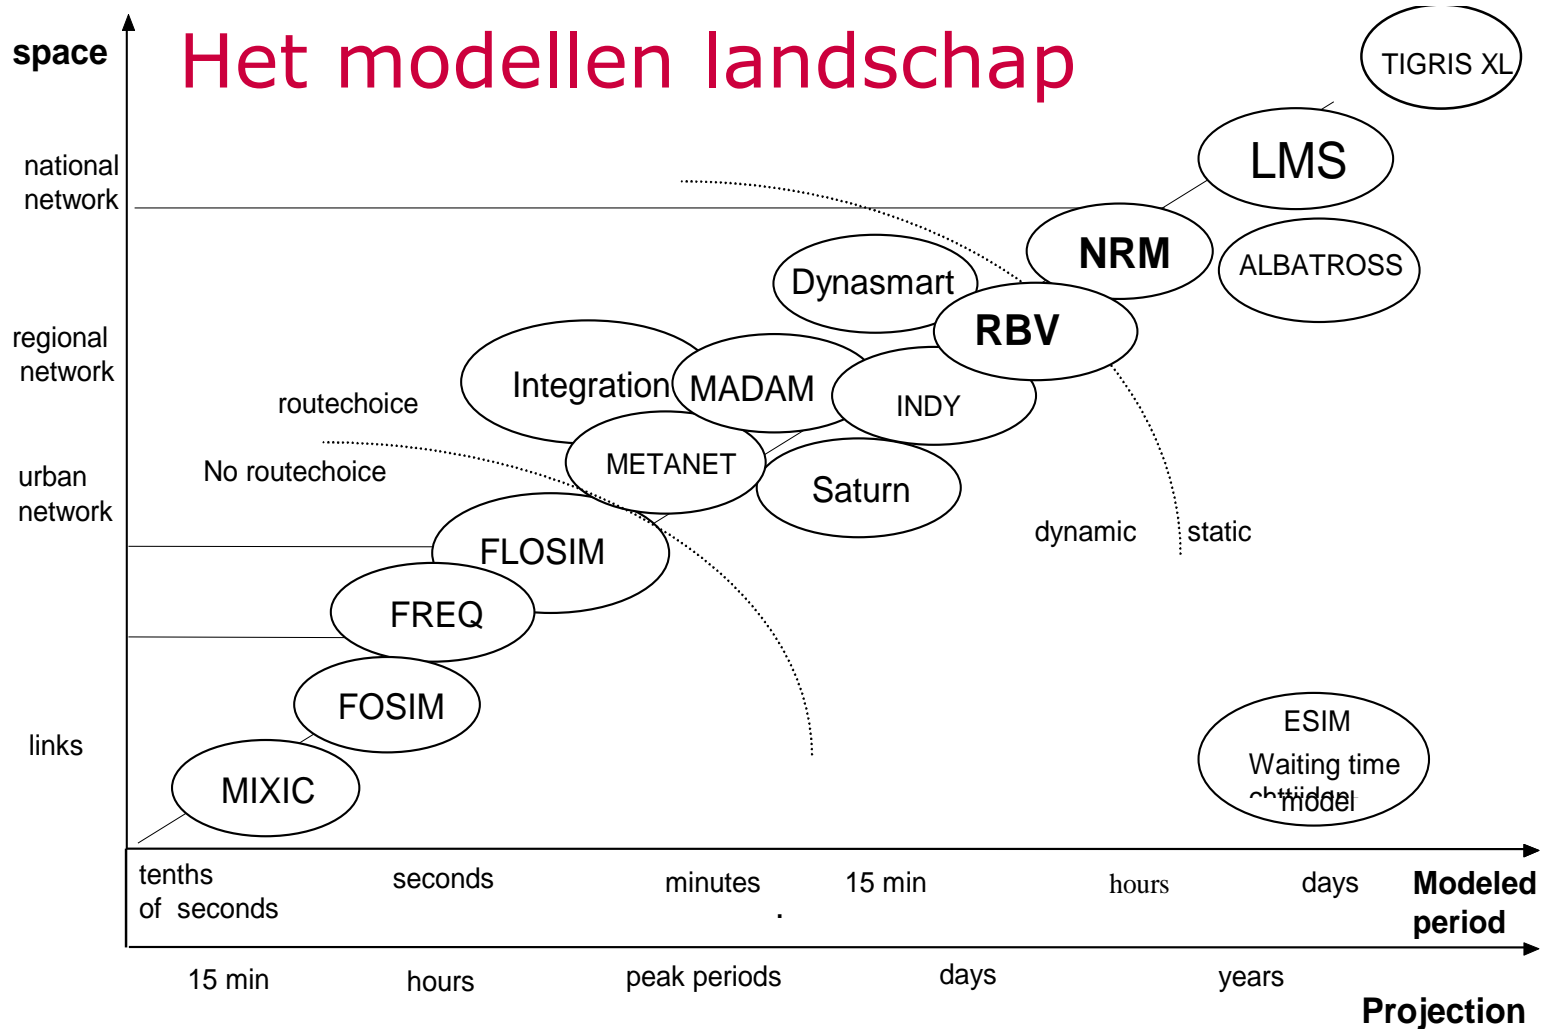 Het modellen landschap
space
TIGRIS XL
national
network
LMS
NRM
ALBATROSS
Dynasmart
RBV
regional
network
Integration
MADAM
INDY
routechoice
No routechoice
METANET
Saturn
urban
network
dynamic
static
FLOSIM
FREQ
FOSIM
links
MIXIC
ESIM
Waiting time
model
tenths
of seconds
seconds
minutes
15 min
hours
days
Modeled
period
.
15 min
hours
peak periods
days
years
Projection